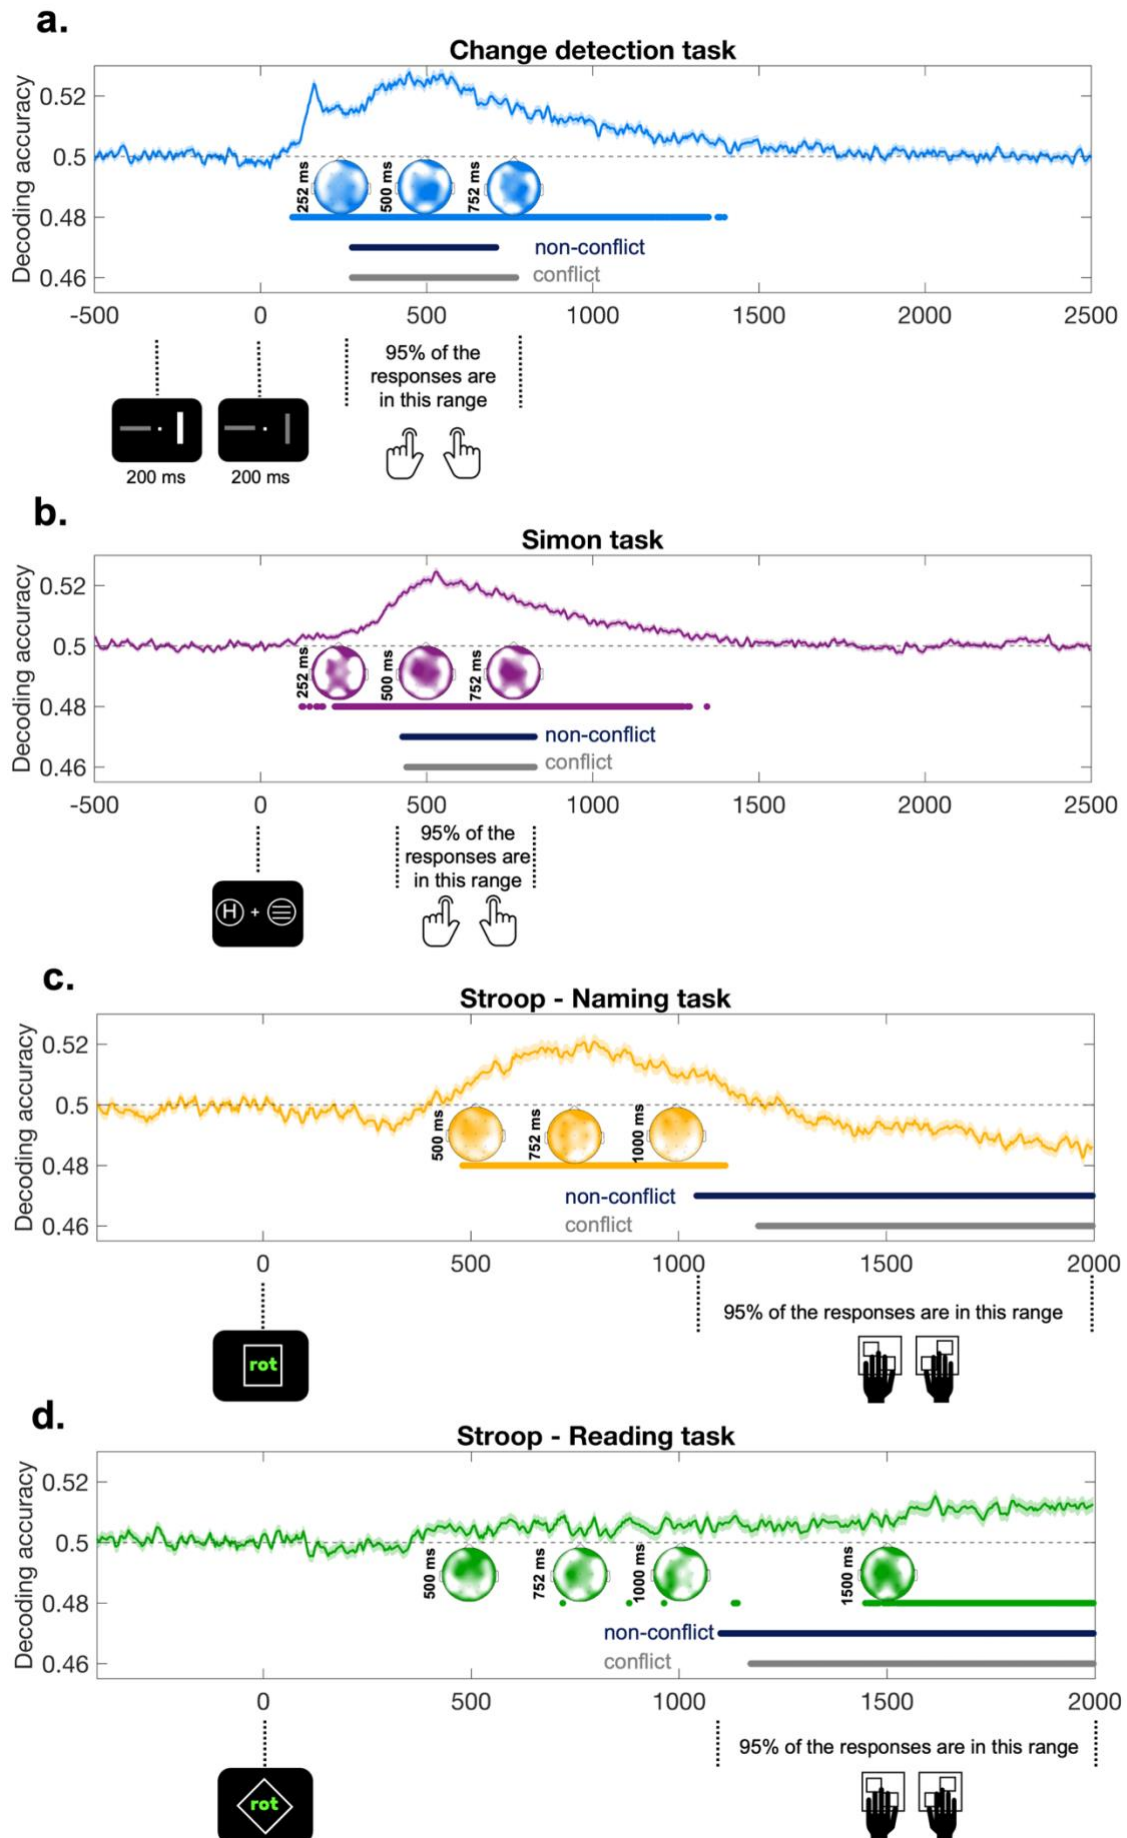 a.
Change detection task
Decoding accuracy
0.52
0.5
0.48
0.46
252 ms
500 ms
752 ms
non-conflict
conflict
-500 0 500 1000 1500 2000 2500
95% of the
responses are
in this range
200 ms 200 ms
b.
Simon task
Decoding accuracy
0.52
0.5
0.48
0.46
252 ms
500 ms
752 ms
non-conflict
conflict
-500 0 500 1000 1500 2000 2500
95% of the
responses are
in this range
H +
c.
Stroop - Naming task
Decoding accuracy
0.52
0.5
0.48
0.46
500 ms
752 ms
1000 ms
non-conflict
conflict
0 500 1000 1500 2000
95% of the responses are in this range
rot
d.
Stroop - Reading task
Decoding accuracy
0.52
0.5
0.48
0.46
500 ms
752 ms
1000 ms
1500 ms
non-conflict
conflict
0 500 1000 1500 2000
95% of the responses are in this range
rot